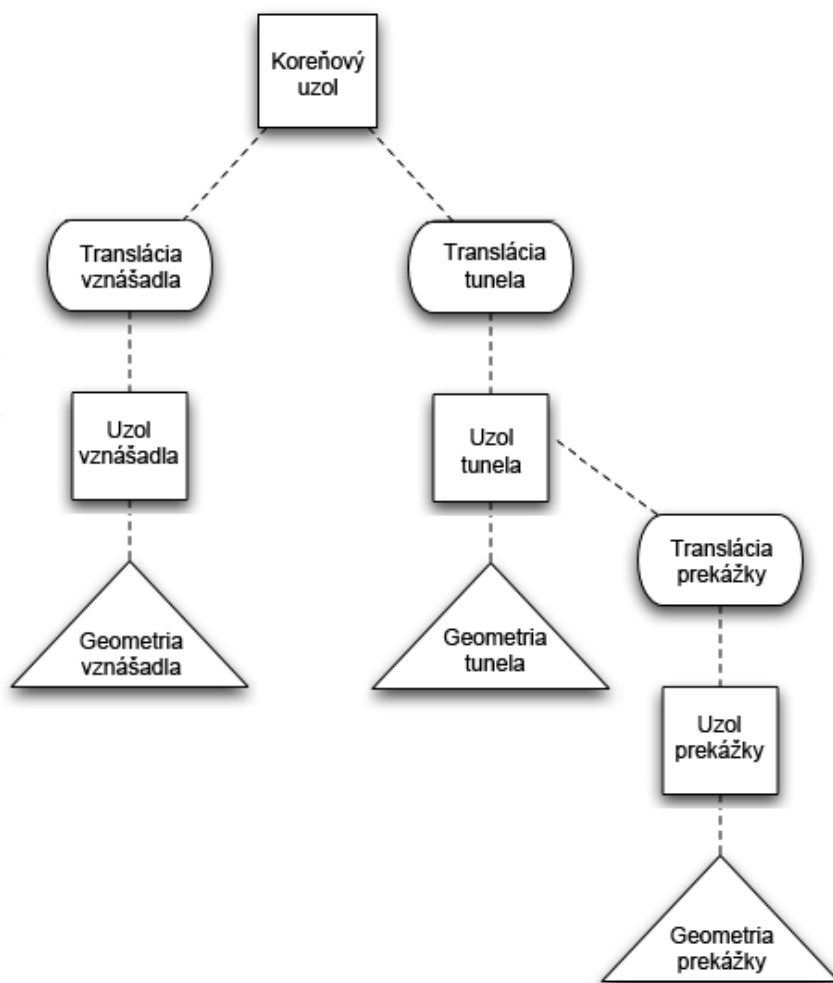 Koreňový
uzol
Translácia
vznášadla
Translácia
tunela
Uzol
vznášadla
Uzol
tunela
Translácia
prekážky
Geometria
vznášadla
Geometria
tunela
Uzol
prekážky
Geometria
prekážky